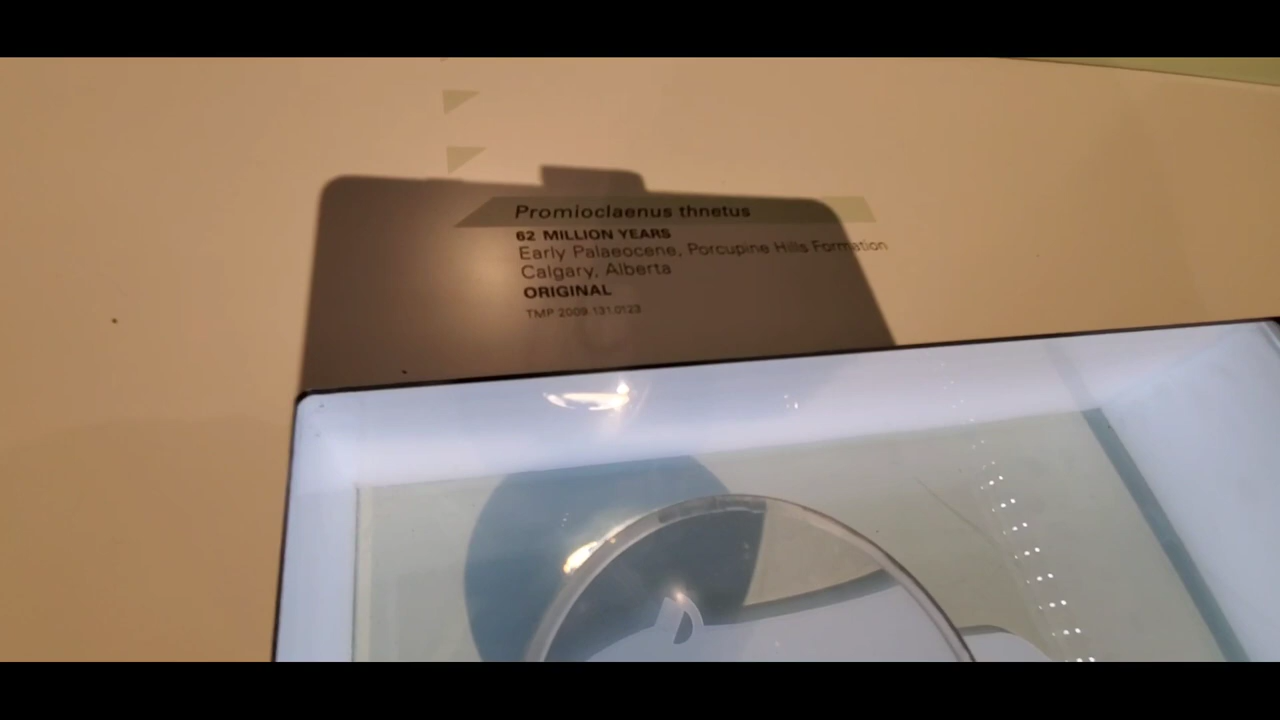 Promioclaenus thnetus
62 MILLION YEARS
Early Palaeocene, Porcupine Hills Formation
Calgary, Alberta
ORIGINAL
TMP 2009.131.0123